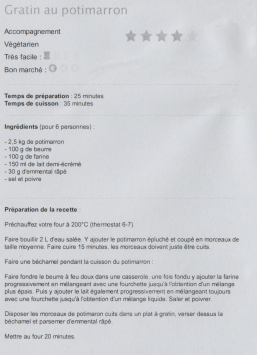 Gratin au potimarron
Accompagnement
Végétarien
Très facile :
Bon marché :
Temps de préparation : 25 minutes
Temps de cuisson : 35 minutes
Ingrédients (pour 6 personnes) :
- 2,5 kg de potimarron
- 100 g de beurre
- 100 g de farine
- 150 ml de lait demi-écrémé
- 30 g d'emmental râpé
- sel et poivre
Préparation de la recette :
Préchauffez votre four à 200°C (thermostat 6-7)
Faire bouillir 2 L d'eau salée. Y ajouter le potimarron épluché et coupé en morceaux de
taille moyenne. Faire cuire 15 minutes, les morceaux doivent juste être cuits.
Faire une béchamel pendant la cuisson du potimarron :
Faire fondre le beurre à feu doux dans une casserole, une fois fondu y ajouter la farine
progressivement en mélangeant avec une fourchette jusqu'à l'obtention d'un mélange
plus épais. Puis y ajouter le lait également progressivement en mélangeant toujours
avec une fourchette jusqu'à l'obtention d'un mélange liquide. Saler et poivrer.
Disposer les morceaux de potimarron cuits dans un plat à gratin, verser dessus la
béchamel et parsemer d'emmental râpé.
Mettre au four 20 minutes.